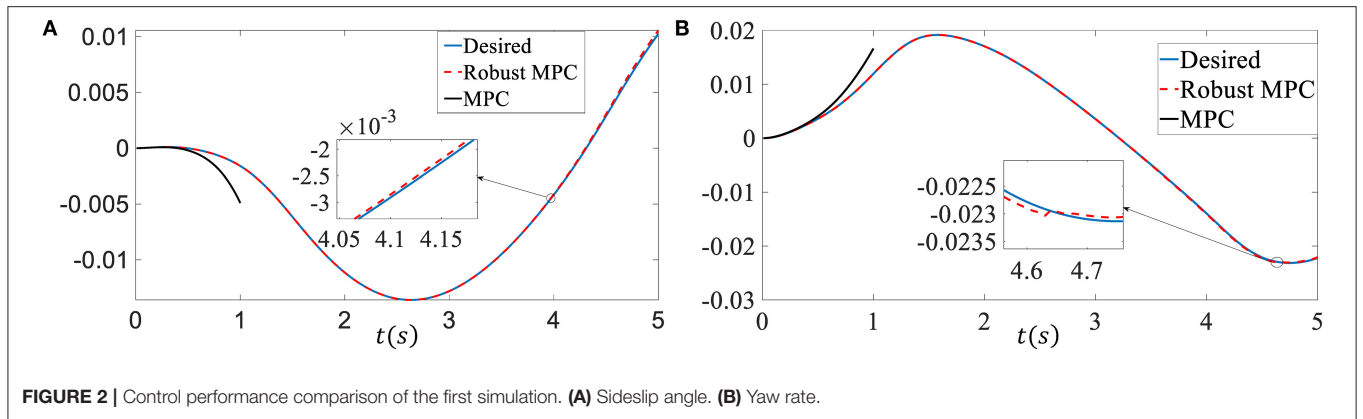 A
0.01
0.005
0
-0.005
-0.01
0 1 2 3 4 5
t(s)
Desired
Robust MPC
MPC
×10⁻³
-2
-2.5
-3
4.05 4.1 4.15
B
0.02
0.01
0
-0.01
-0.02
-0.03
0 1 2 3 4 5
t(s)
Desired
Robust MPC
MPC
-0.0225
-0.023
-0.0235
4.6 4.7
FIGURE 2 | Control performance comparison of the first simulation. (A) Sideslip angle. (B) Yaw rate.